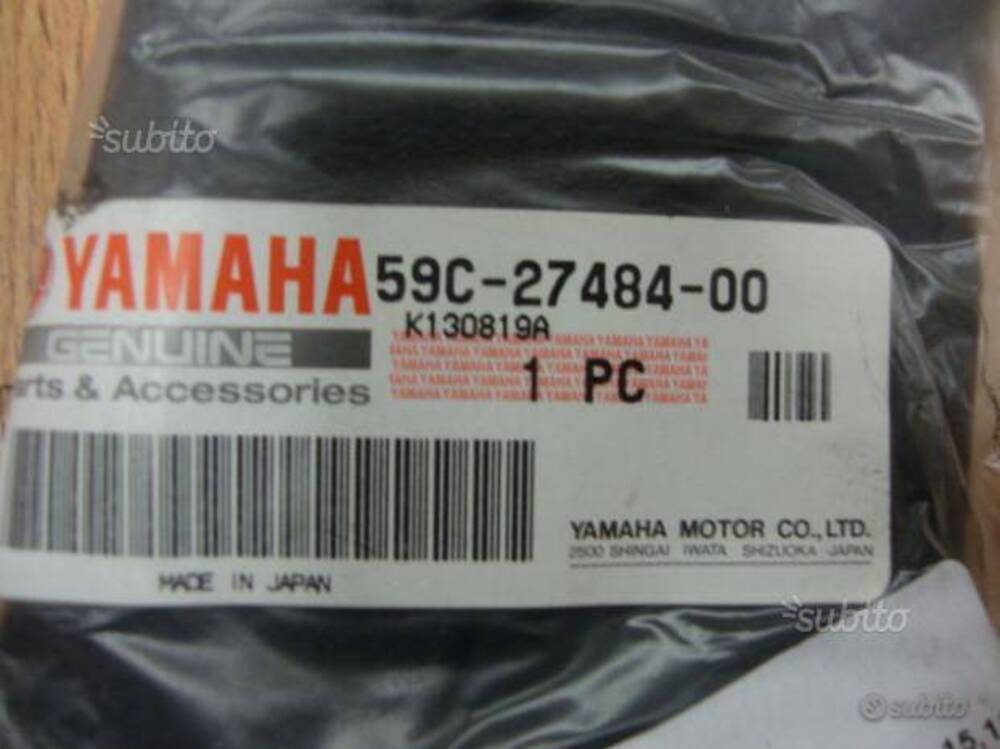 subito
YAMAHA 59C-27484-00
K130819A
GENUINE
Parts & Accessories
1 PC
YAMAHA MOTOR CO.,LTD.
2500 SHINGAI IWATA SHIZUOKA JAPAN
MADE IN JAPAN
subito
subito